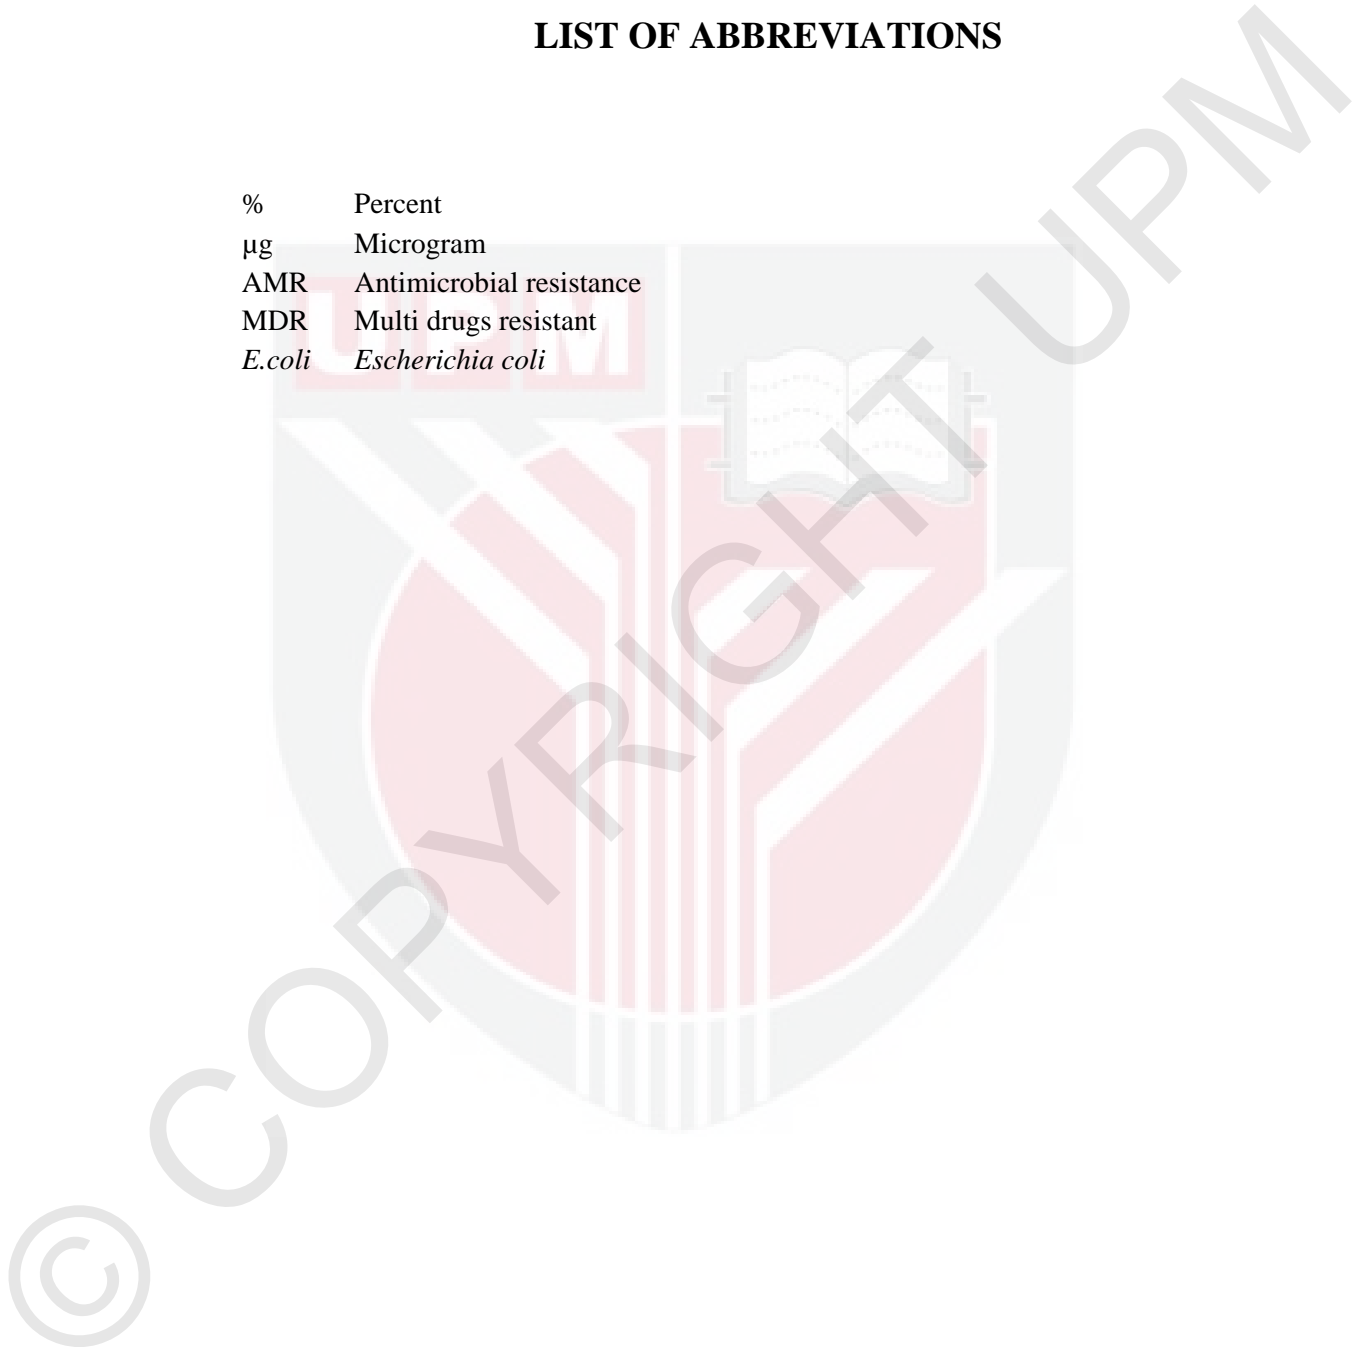 LIST OF ABBREVIATIONS
% Percent
µg Microgram
AMR Antimicrobial resistance
MDR Multi drugs resistant
E.coli Escherichia coli
UPM
© COPYRIGHT UPM